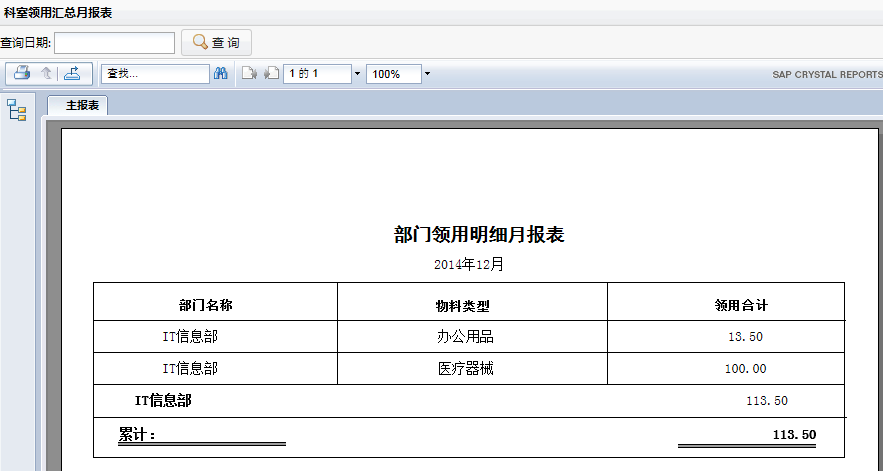 科室领用汇总月报表
查询日期: 查 询
查找... 1 的 1 100% SAP CRYSTAL REPORTS
主报表
部门领用明细月报表
2014年12月
部门名称 物料类型 领用合计
IT信息部 办公用品 13.50
IT信息部 医疗器械 100.00
IT信息部 113.50
累计: 113.50